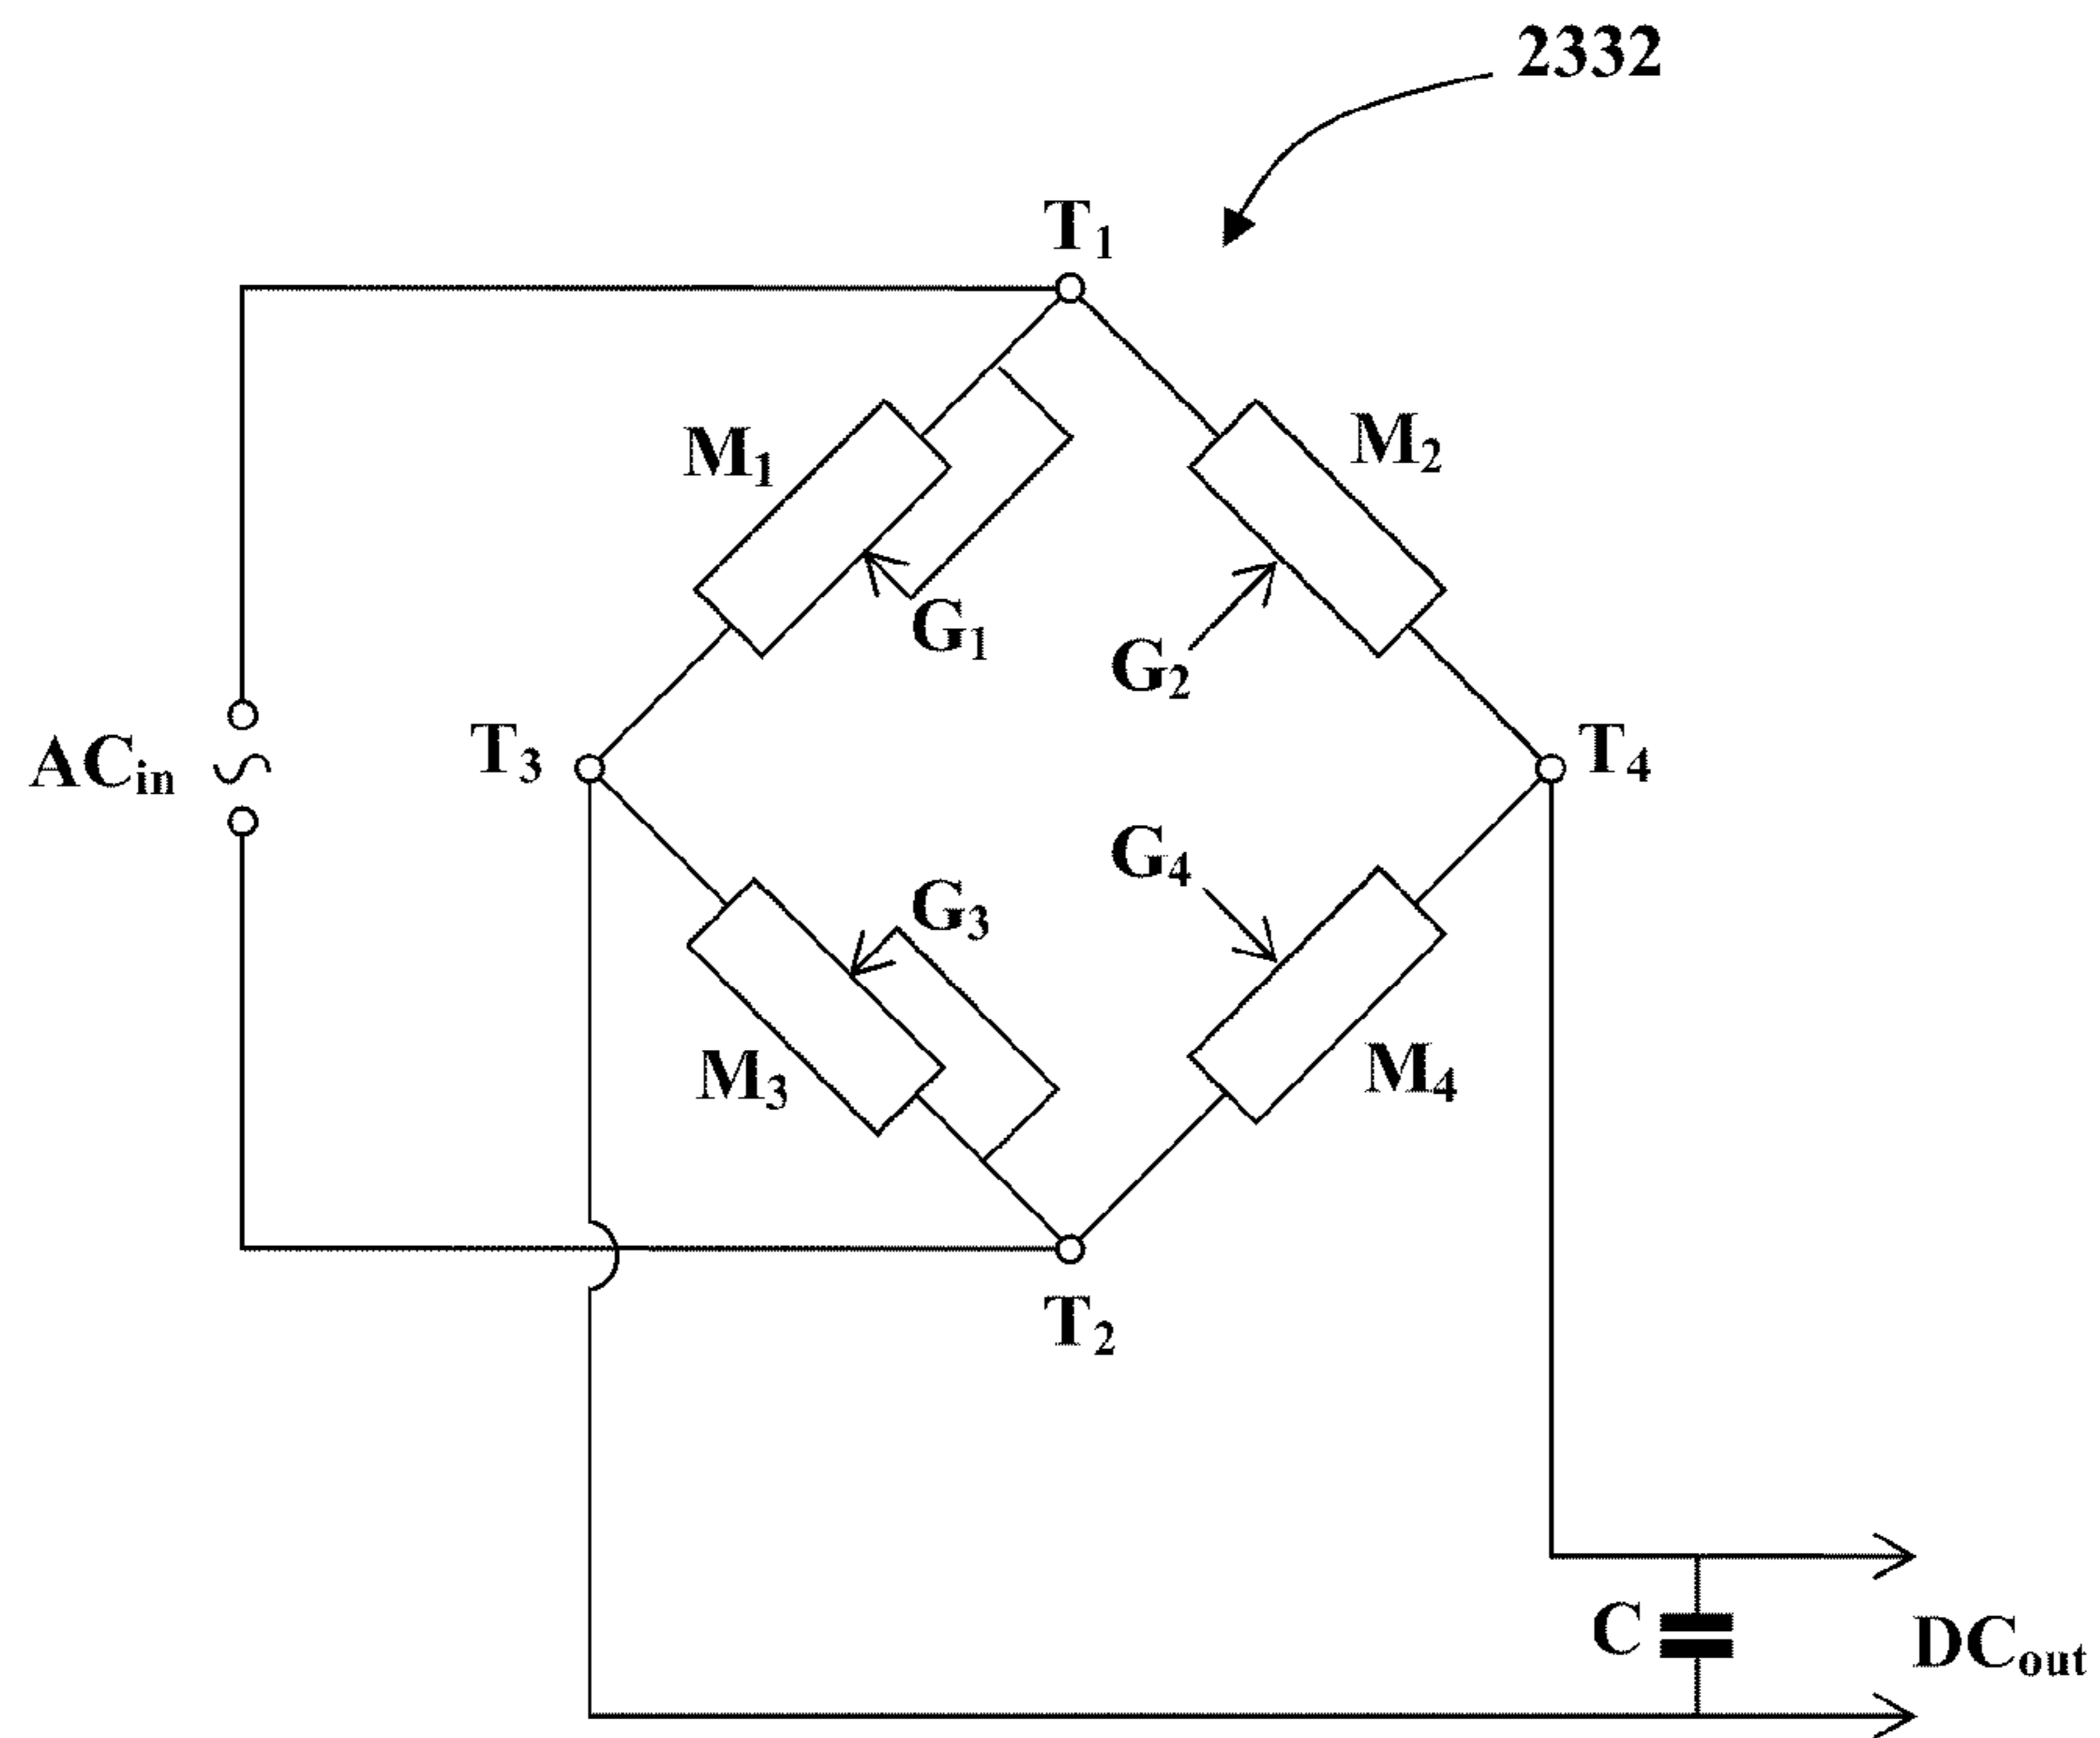 2332
T₁
M₁
M₂
G₁
G₂
T₃
T₄
ACin
G₄
G₃
M₃
M₄
T₂
C
DCout